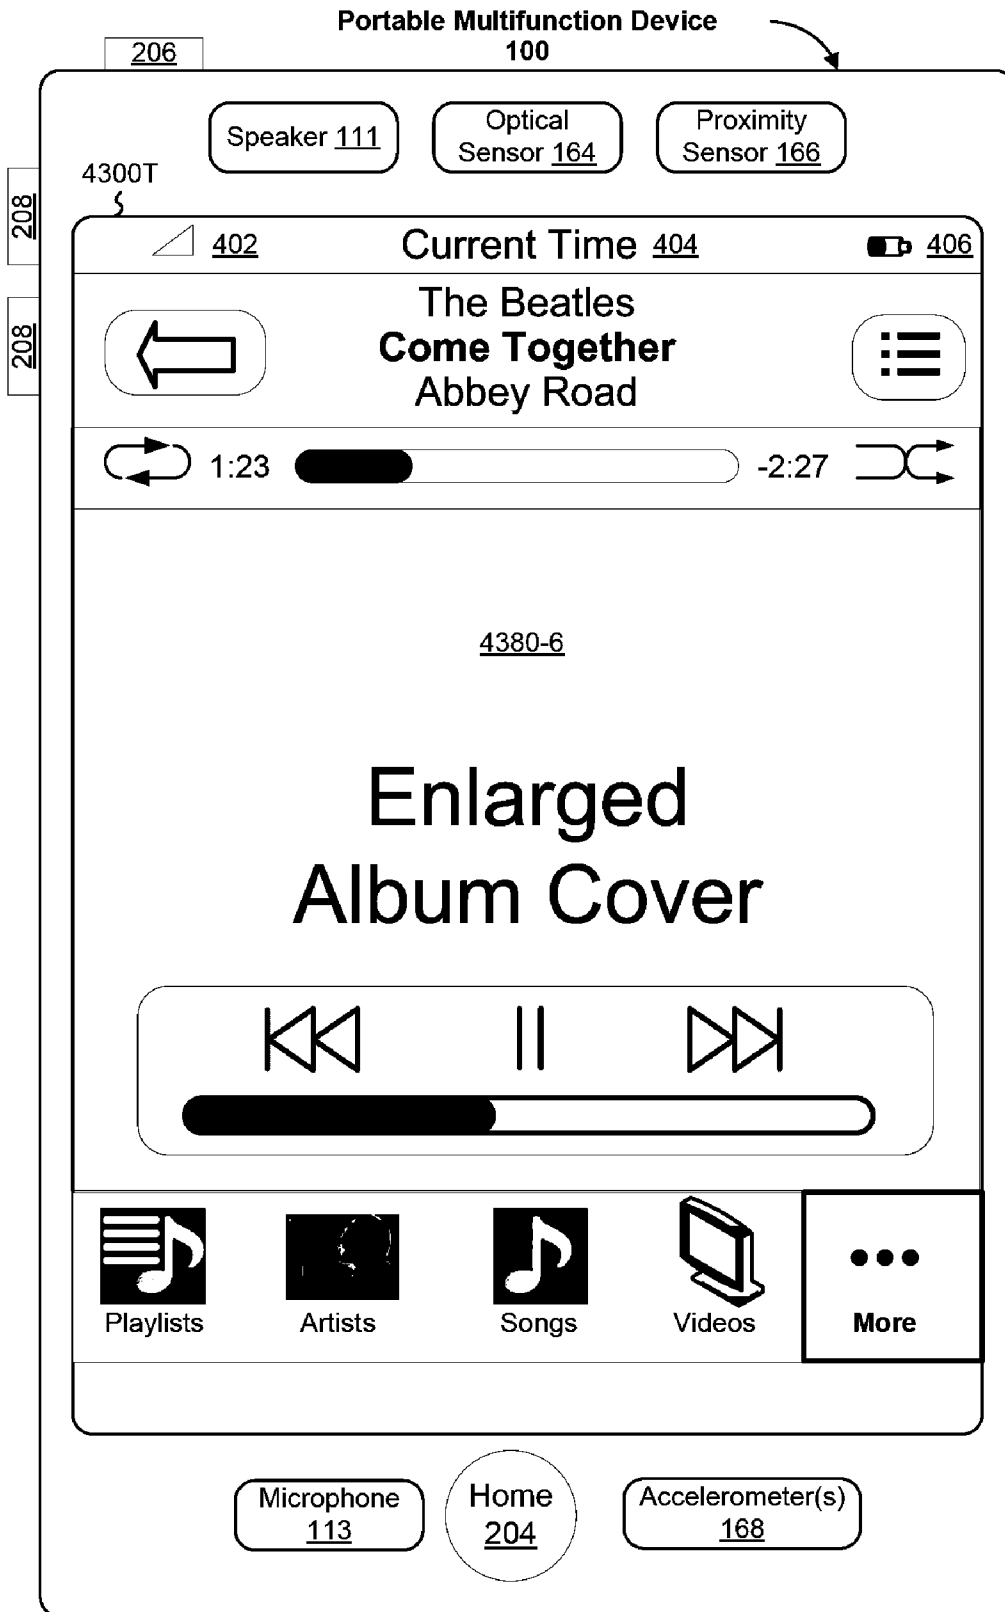 Portable Multifunction Device
100
206
Speaker 111
Optical
Sensor 164
Proximity
Sensor 166
4300T
208
402
Current Time 404
406
208
The Beatles
Come Together
Abbey Road
1:23
-2:27
4380-6
Enlarged
Album Cover
Playlists
Artists
Songs
Videos
More
Microphone
113
Home
204
Accelerometer(s)
168